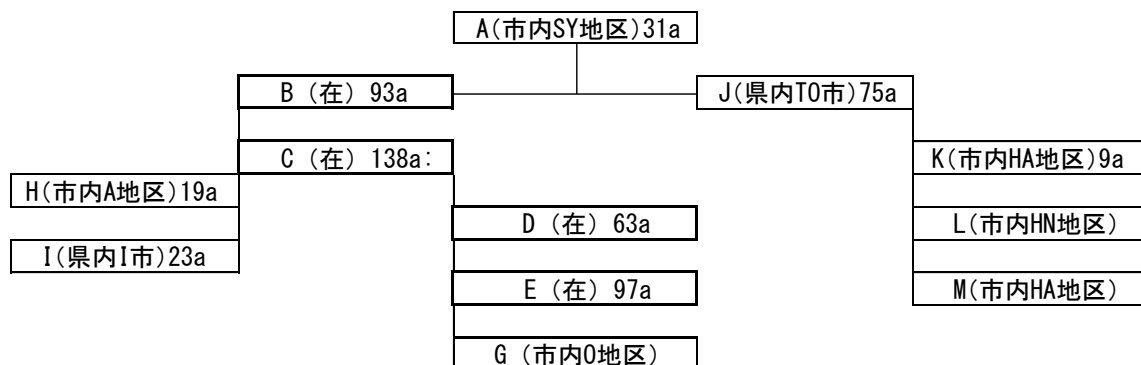 A(市内SY地区)31a
B (在) 93a
J(県内TO市)75a
C (在) 138a:
K(市内HA地区)9a
H(市内A地区)19a
D (在) 63a
L(市内HN地区)
I(県内I市)23a
E (在) 97a
M(市内HA地区)
G (市内O地区)